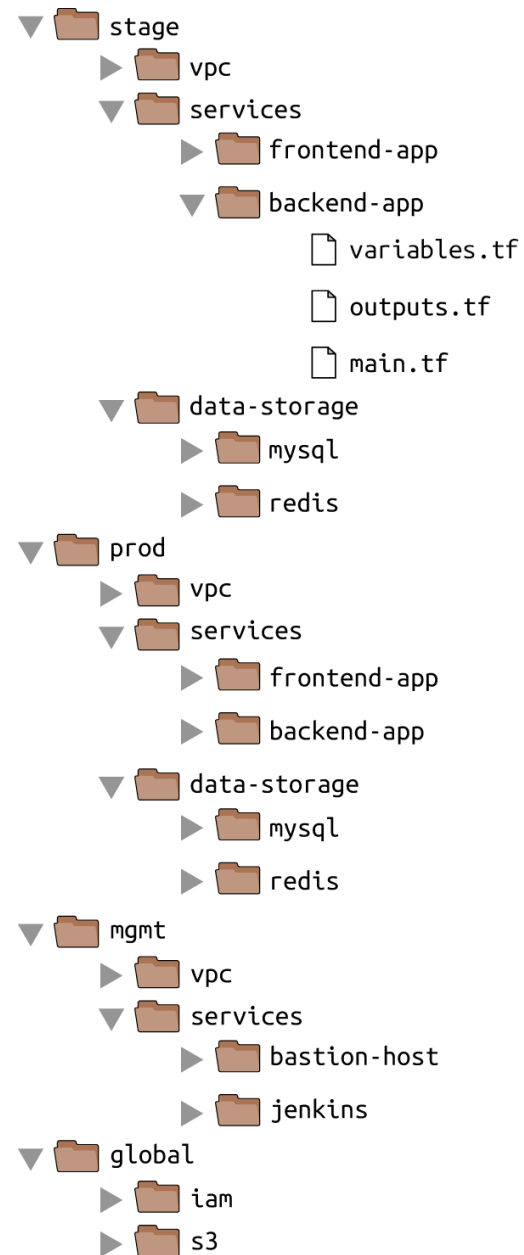 stage
vpc
services
frontend-app
backend-app
variables.tf
outputs.tf
main.tf
data-storage
mysql
redis
prod
vpc
services
frontend-app
backend-app
data-storage
mysql
redis
mgmt
vpc
services
bastion-host
jenkins
global
iam
s3